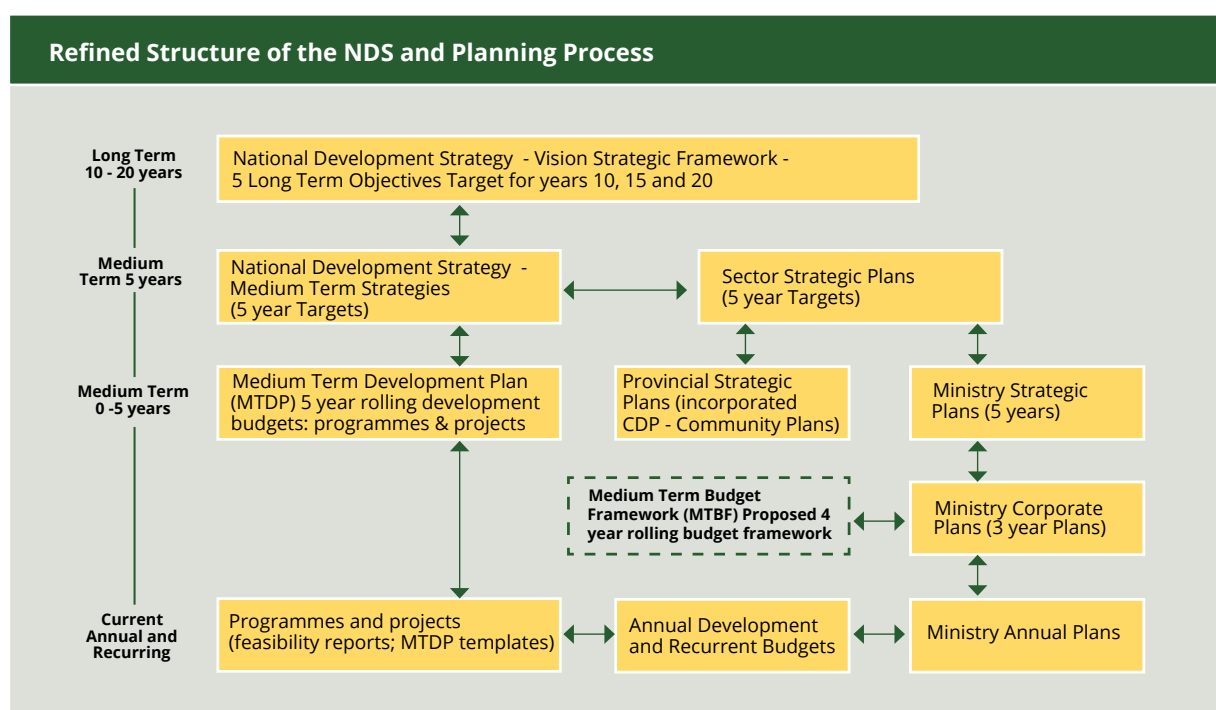 Refined Structure of the NDS and Planning Process
Long Term
10 - 20 years
National Development Strategy - Vision Strategic Framework -
5 Long Term Objectives Target for years 10, 15 and 20
Medium
Term 5 years
National Development Strategy -
Medium Term Strategies
(5 year Targets)
Sector Strategic Plans
(5 year Targets)
Medium Term
0 -5 years
Medium Term Development Plan
(MTDP) 5 year rolling development
budgets: programmes & projects
Provincial Strategic
Plans (incorporated
CDP - Community Plans)
Ministry Strategic
Plans (5 years)
Medium Term Budget
Framework (MTBF) Proposed 4
year rolling budget framework
Ministry Corporate
Plans (3 year Plans)
Current
Annual and
Recurring
Programmes and projects
(feasibility reports; MTDP templates)
Annual Development
and Recurrent Budgets
Ministry Annual Plans